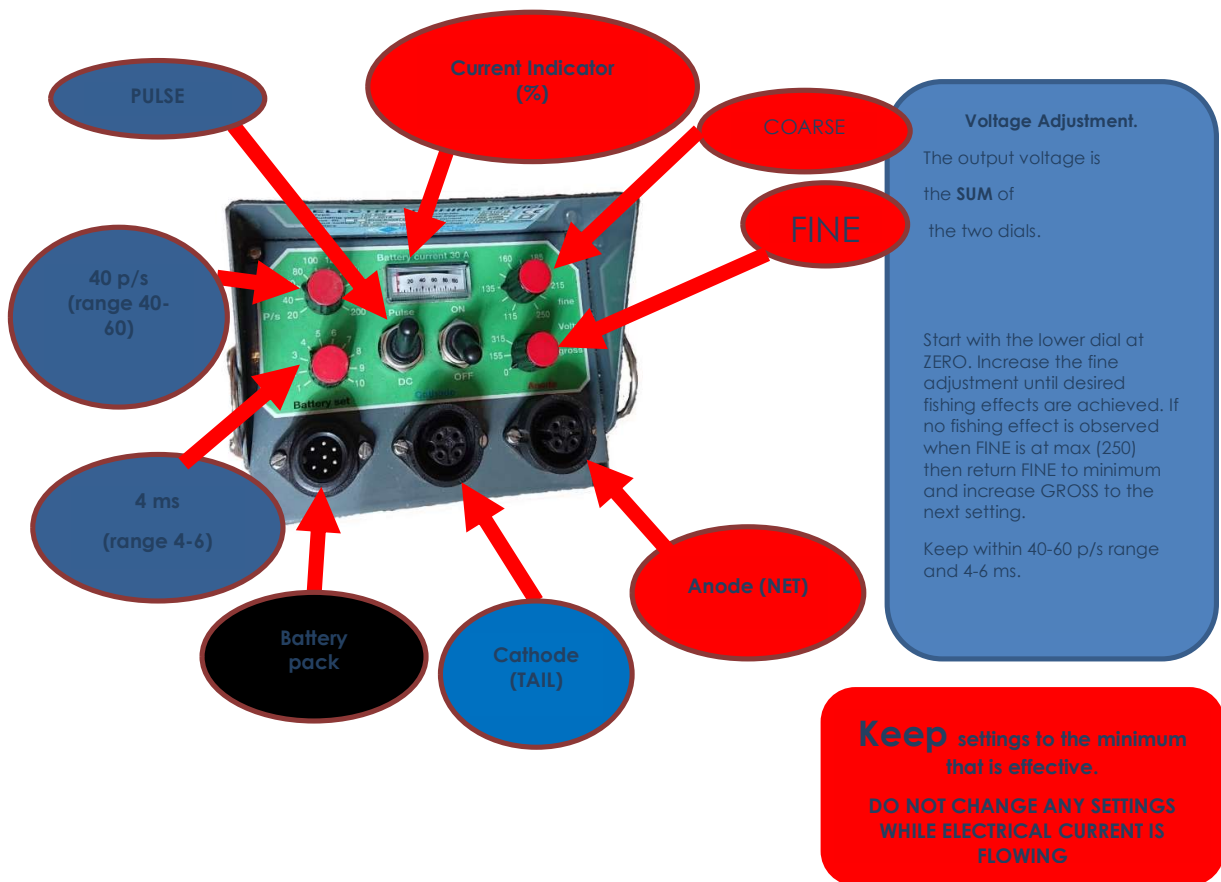 Current Indicator
(%)
PULSE
COARSE
FINE
40 p/s
(range 40-
60)
4 ms
(range 4-6)
Battery
pack
Cathode
(TAIL)
Anode (NET)
Voltage Adjustment.
The output voltage is
the SUM of
the two dials.
Start with the lower dial at
ZERO. Increase the fine
adjustment until desired
fishing effects are achieved. If
no fishing effect is observed
when FINE is at max (250)
then return FINE to minimum
and increase GROSS to the
next setting.
Keep within 40-60 p/s range
and 4-6 ms.
Keep settings to the minimum
that is effective.
DO NOT CHANGE ANY SETTINGS
WHILE ELECTRICAL CURRENT IS
FLOWING
DEVICE
Battery current 30 A
20 40 60 80
100
80
40
20
200
P/s
Pulse
ON
DC
OFF
160
185
135
215
115
250
fine
315
155
0
gross
4
5
6
3
8
9
1
10
Battery set
Anode